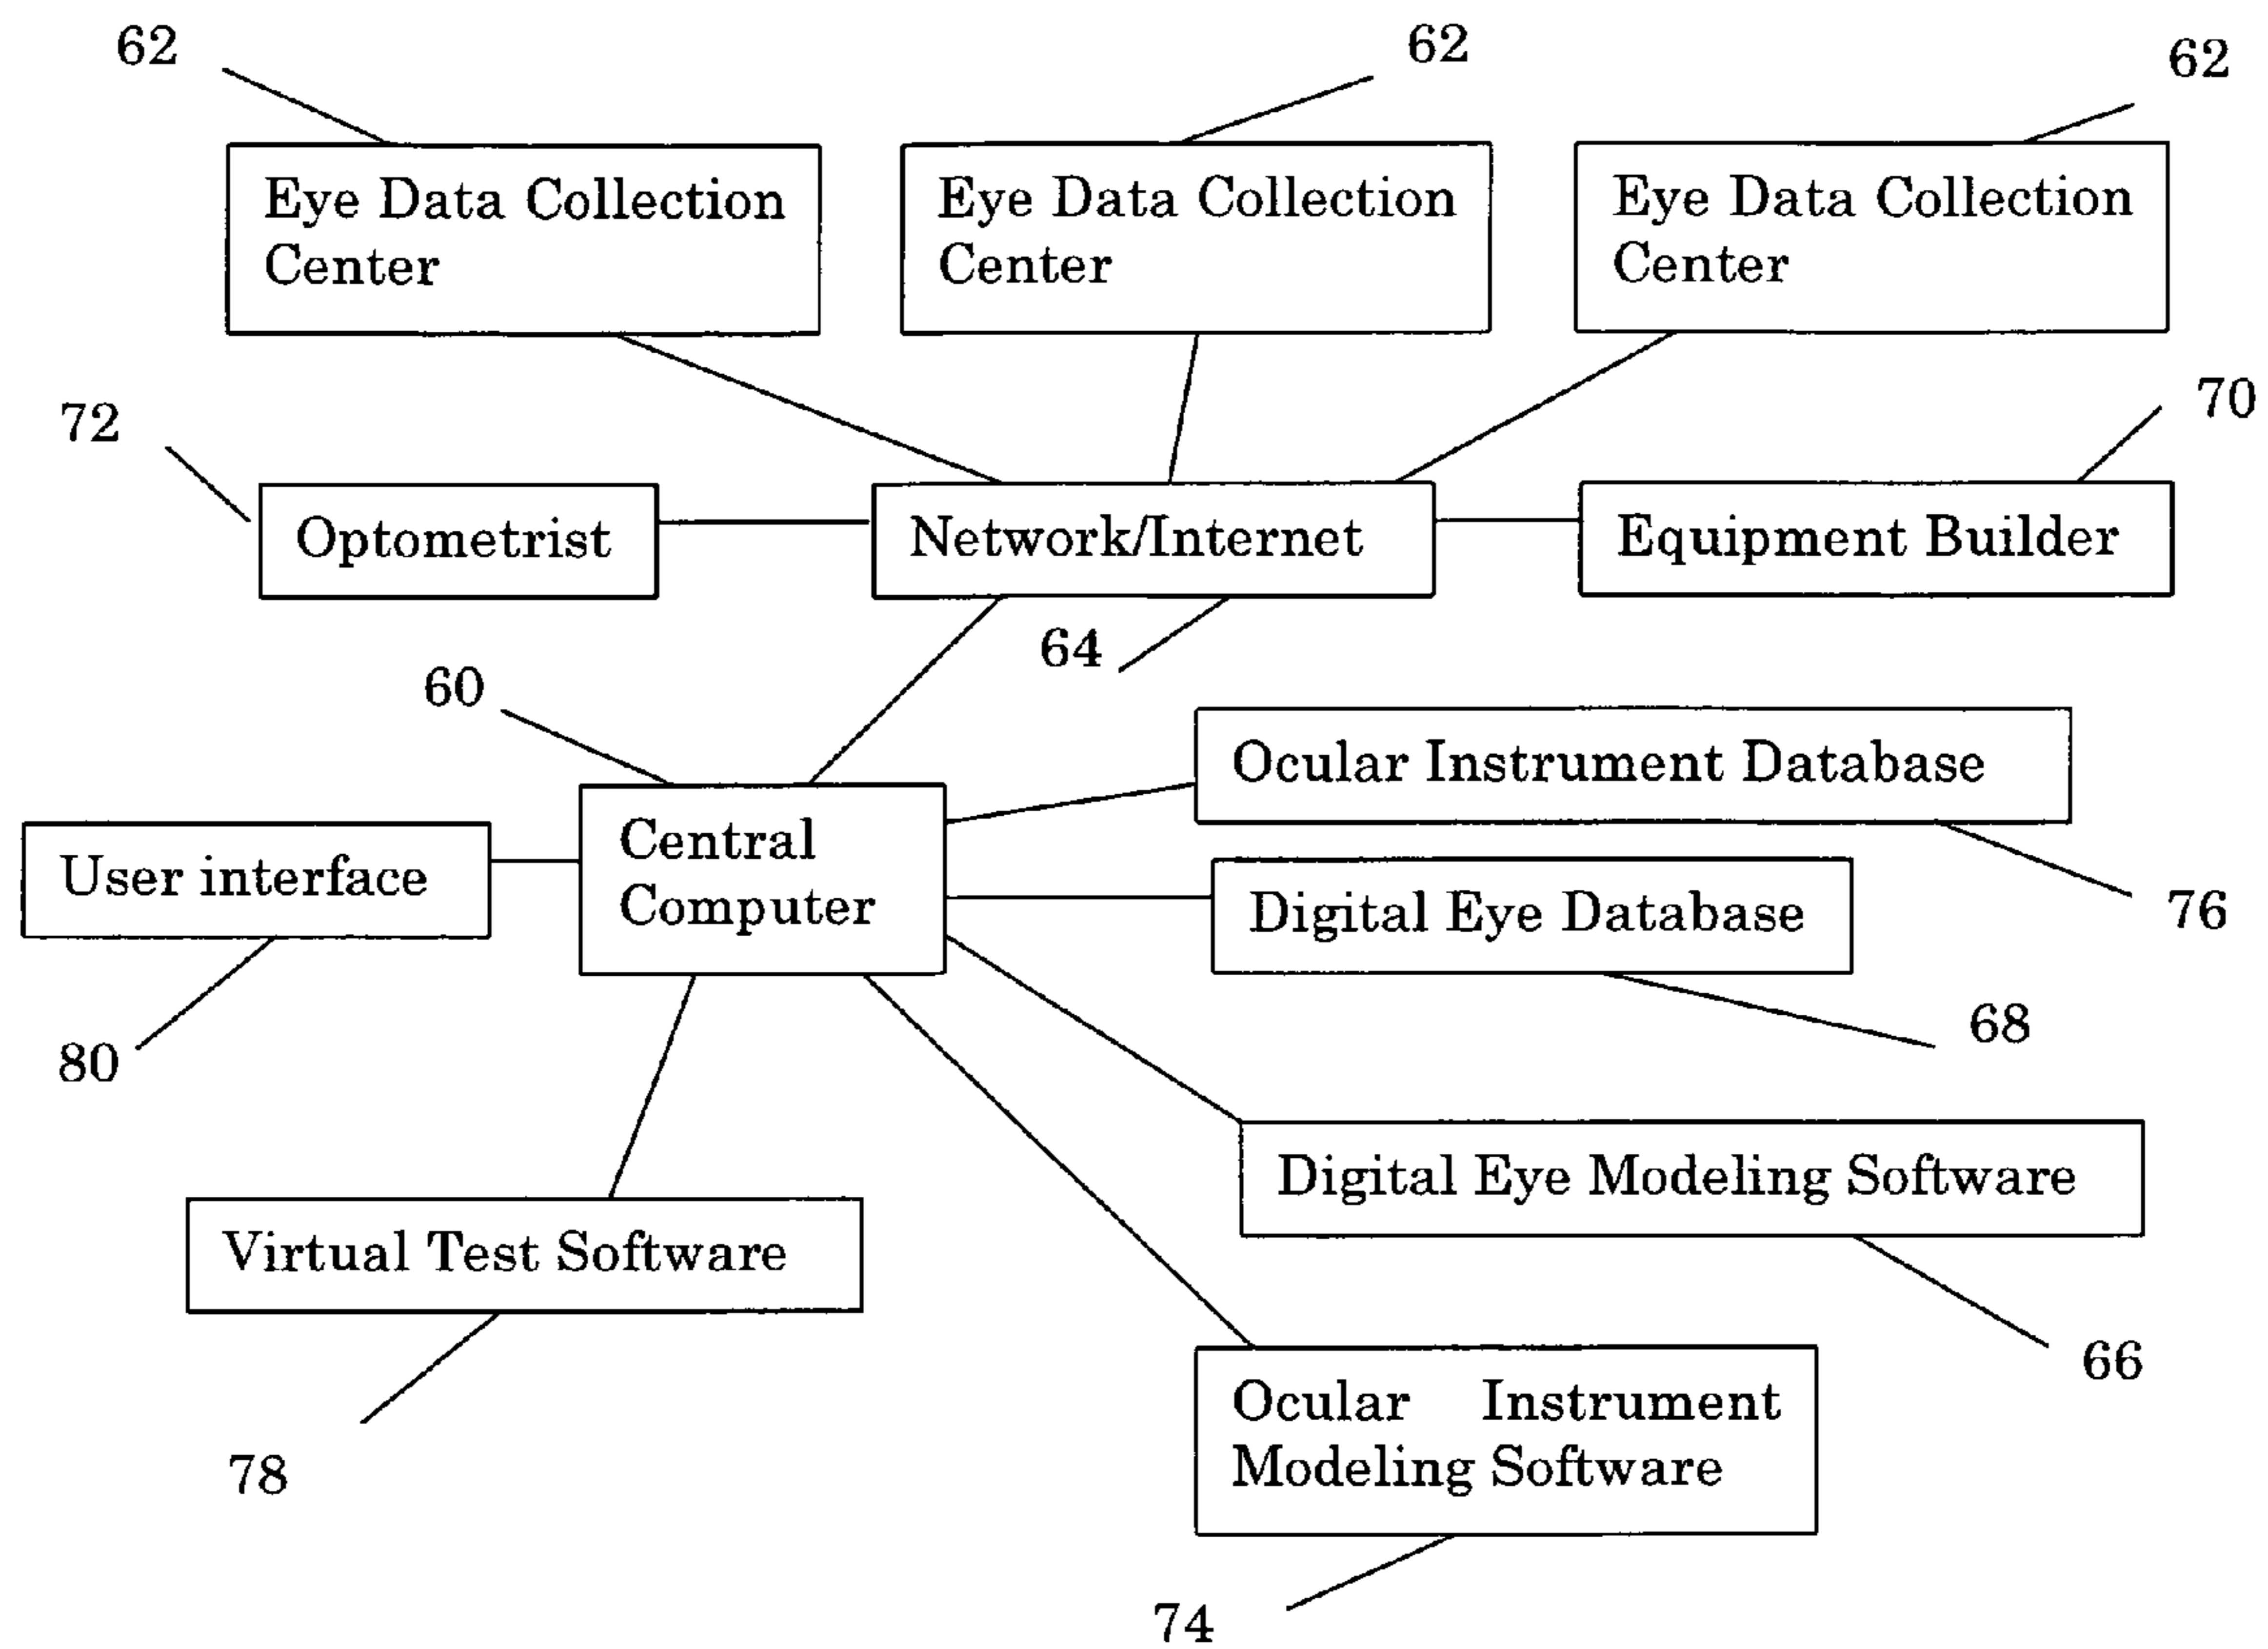 62
62
62
Eye Data Collection
Center
Eye Data Collection
Center
Eye Data Collection
Center
72
70
Optometrist
Network/Internet
Equipment Builder
64
60
Ocular Instrument Database
Central
Computer
User interface
76
Digital Eye Database
68
80
Digital Eye Modeling Software
Virtual Test Software
66
Ocular Instrument
Modeling Software
78
74